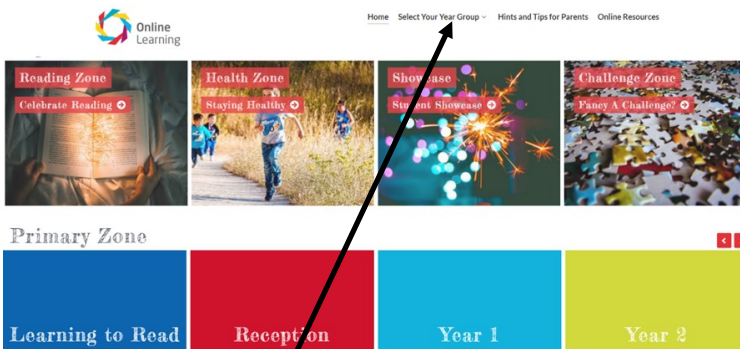 Online
Learning
Home Select Your Year Group Hints and Tips for Parents Online Resources
Reading Zone
Celebrate Reading
Health Zone
Staying Healthy
Showcase
Student Showcase
Challenge Zone
Fancy A Challenge?
Primary Zone
Learning to Read
Reception
Year 1
Year 2